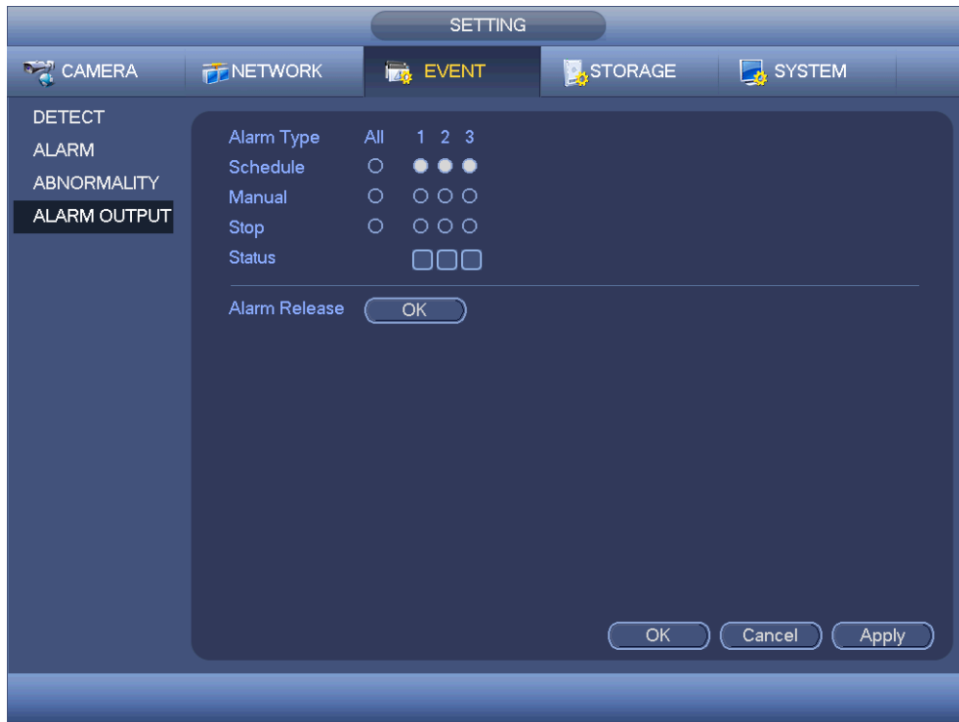 SETTING
CAMERA NETWORK EVENT STORAGE SYSTEM
DETECT
ALARM
ABNORMALITY
ALARM OUTPUT
Alarm Type All 1 2 3
Schedule
Manual
Stop
Status
Alarm Release OK
OK Cancel Apply